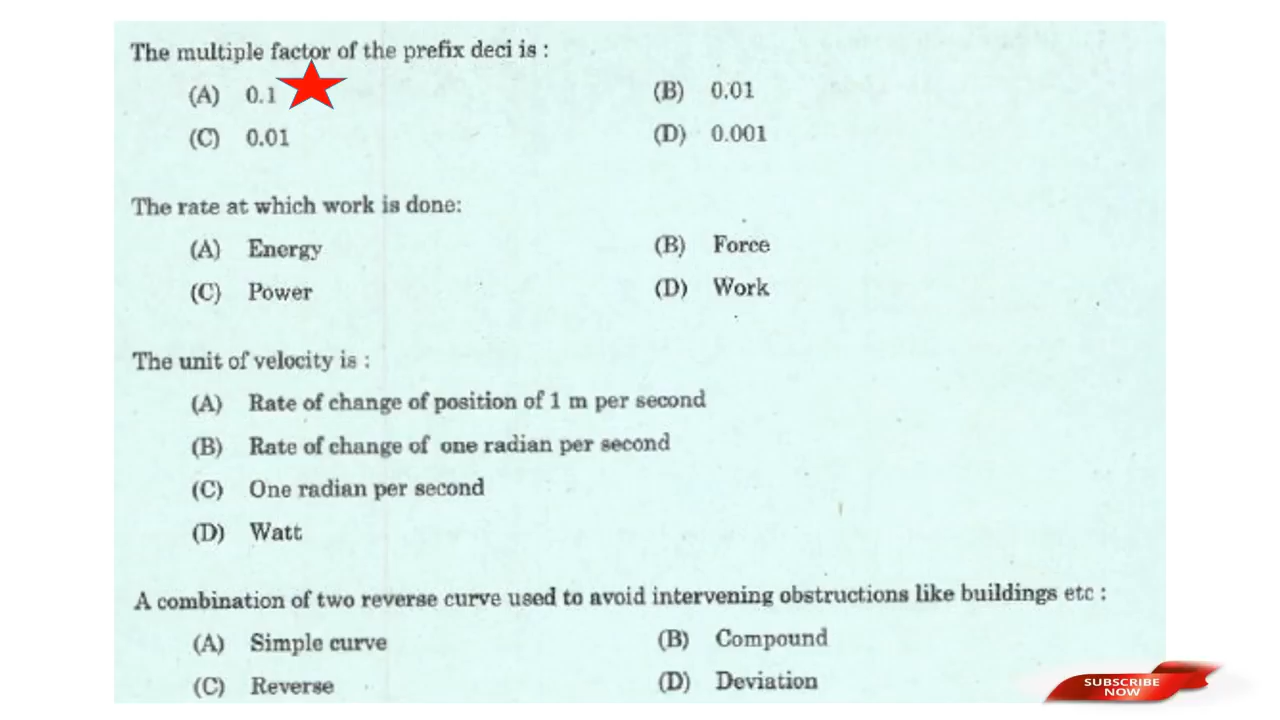 The multiple factor of the prefix deci is :
(A) 0.1 (B) 0.01
(C) 0.01 (D) 0.001
The rate at which work is done:
(A) Energy (B) Force
(C) Power (D) Work
The unit of velocity is :
(A) Rate of change of position of 1 m per second
(B) Rate of change of one radian per second
(C) One radian per second
(D) Watt
A combination of two reverse curve used to avoid intervening obstructions like buildings etc :
(A) Simple curve (B) Compound
(C) Reverse (D) Deviation
SUBSCRIBE
NOW